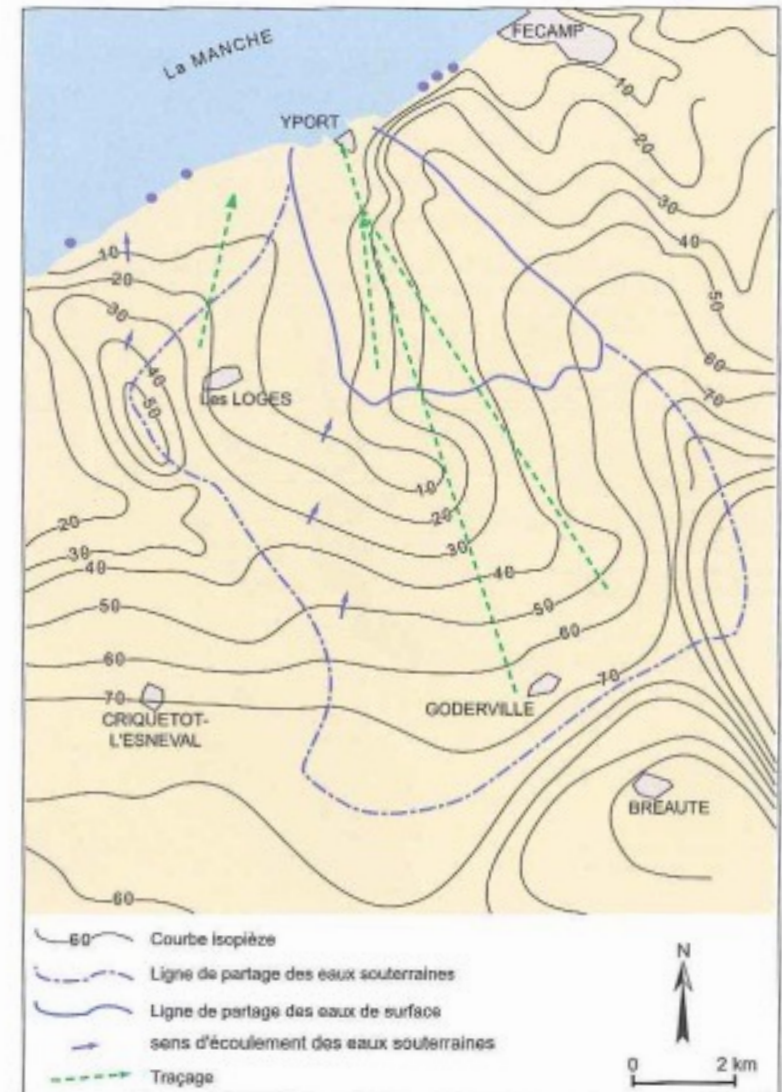 FECAMP
La MANCHE
10
YPORT
20
30
40
10
20
50
30
60
40
70
50
Les LOGES
10
20
20
30
30
40
40
50
50
60
60
70
70
GODERVILLE
CRIQUETOT-
L'ESNEVAL
BREAUTE
60
60 Courbe isopièze
Ligne de partage des eaux souterraines
Ligne de partage des eaux de surface
sens d'écoulement des eaux souterraines
Traçage
N
0 2 km